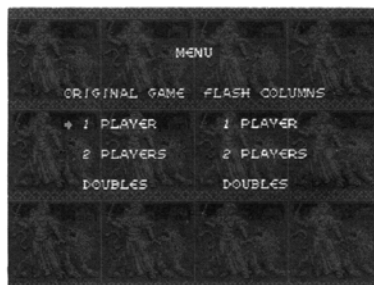 MENU
ORIGINAL GAME FLASH COLUMNS
1 PLAYER 1 PLAYER
2 PLAYERS 2 PLAYERS
DOUBLES DOUBLES